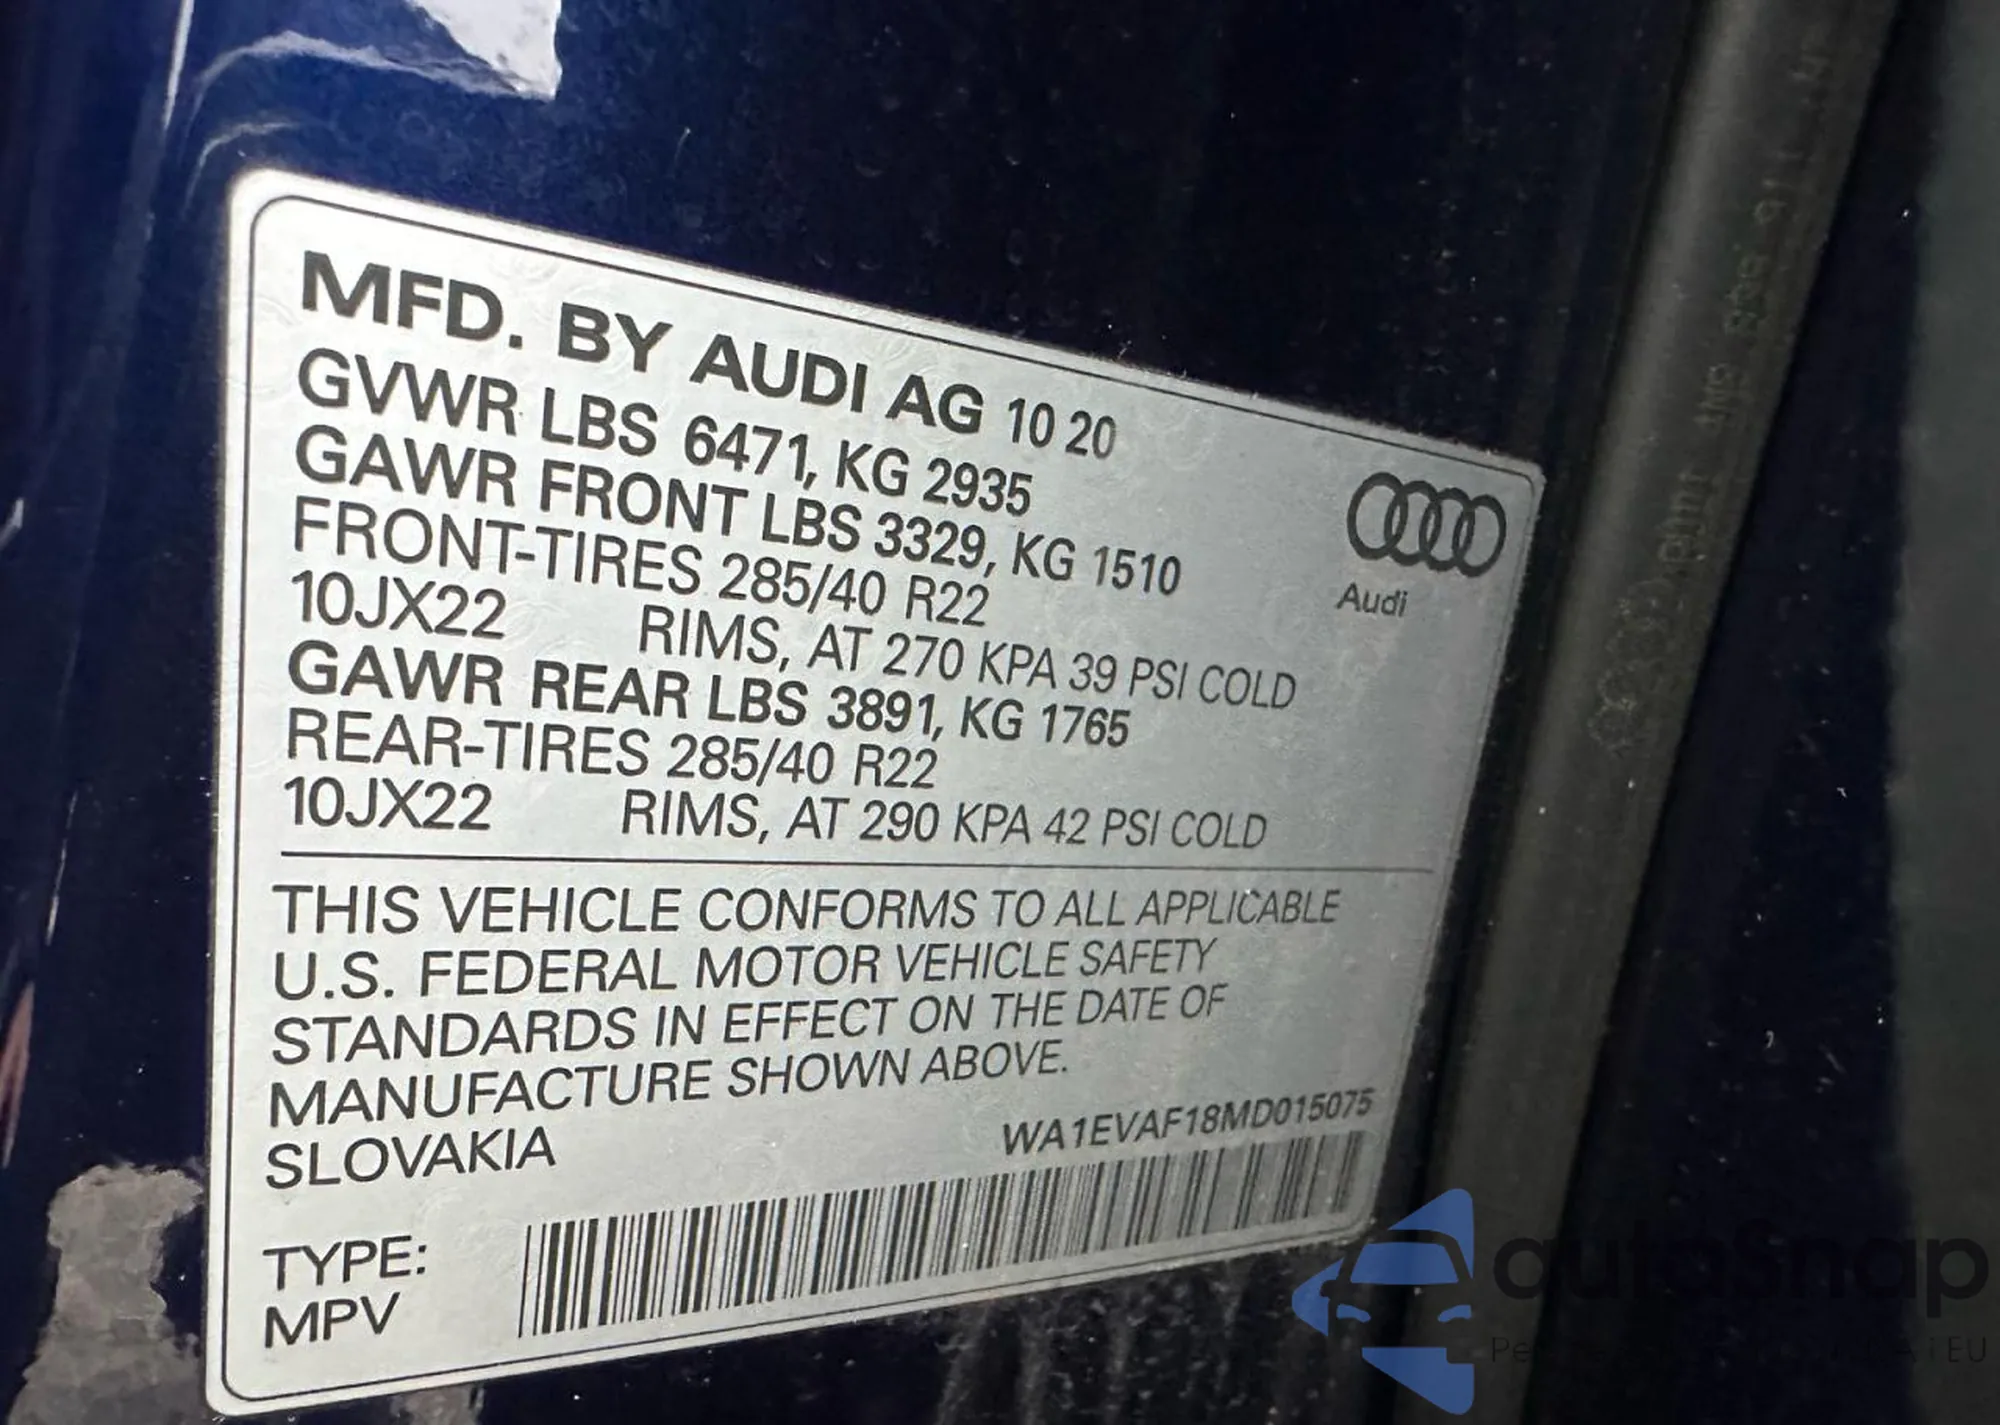 MFD. BY AUDI AG 10 20
GVWR LBS 6471, KG 2935
GAWR FRONT LBS 3329, KG 1510
FRONT-TIRES 285/40 R22
10JX22 RIMS, AT 270 KPA 39 PSI COLD
GAWR REAR LBS 3891, KG 1765
REAR-TIRES 285/40 R22
10JX22 RIMS, AT 290 KPA 42 PSI COLD
Audi
THIS VEHICLE CONFORMS TO ALL APPLICABLE
U.S. FEDERAL MOTOR VEHICLE SAFETY
STANDARDS IN EFFECT ON THE DATE OF
MANUFACTURE SHOWN ABOVE.
SLOVAKIA
WA1EVAF18MD015075
TYPE:
MPV
autoSnap